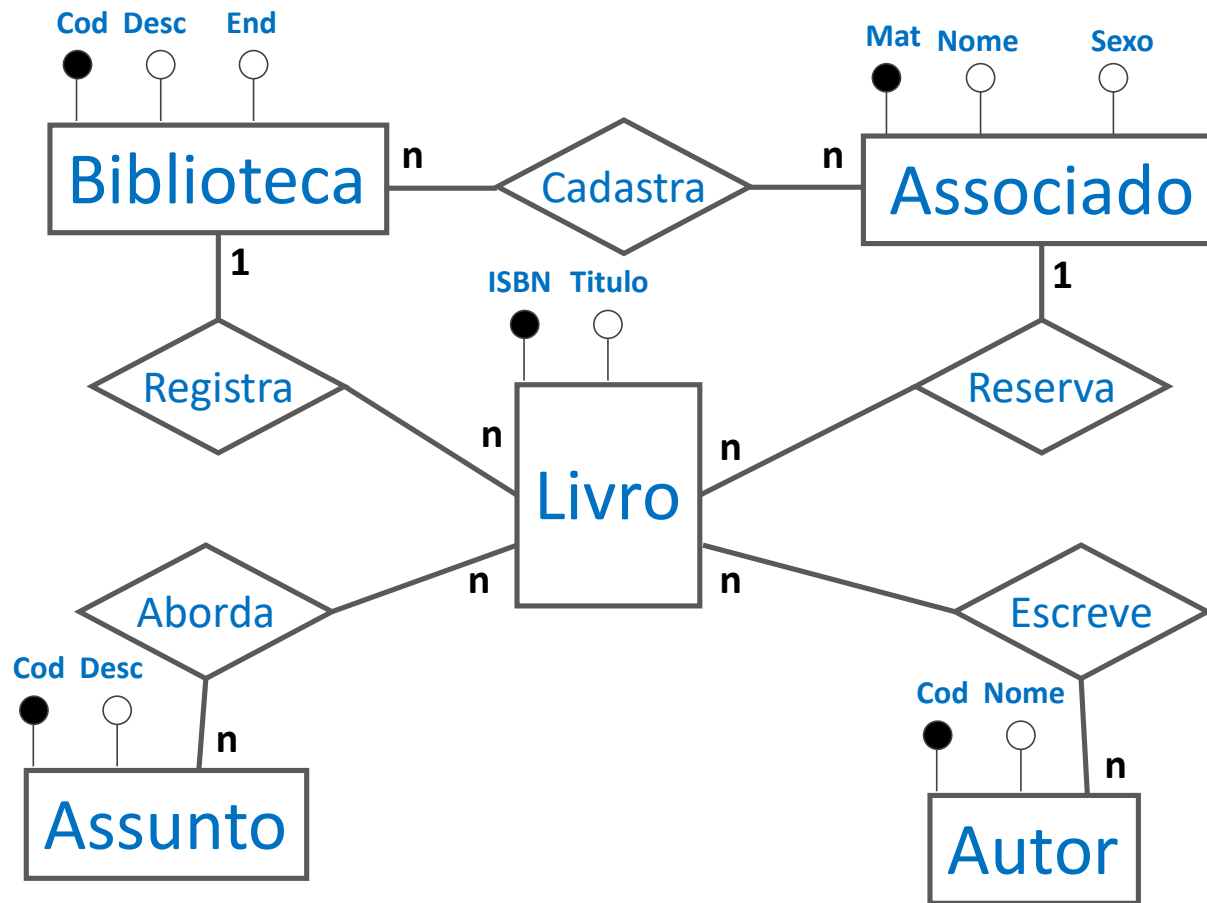 Cod Desc End
Mat Nome Sexo
Biblioteca
n
Cadastra
n
Associado
1
1
ISBN Titulo
Registra
Reserva
n
n
Livro
n
n
Aborda
Escreve
Cod Desc
Cod Nome
n
n
Assunto
Autor